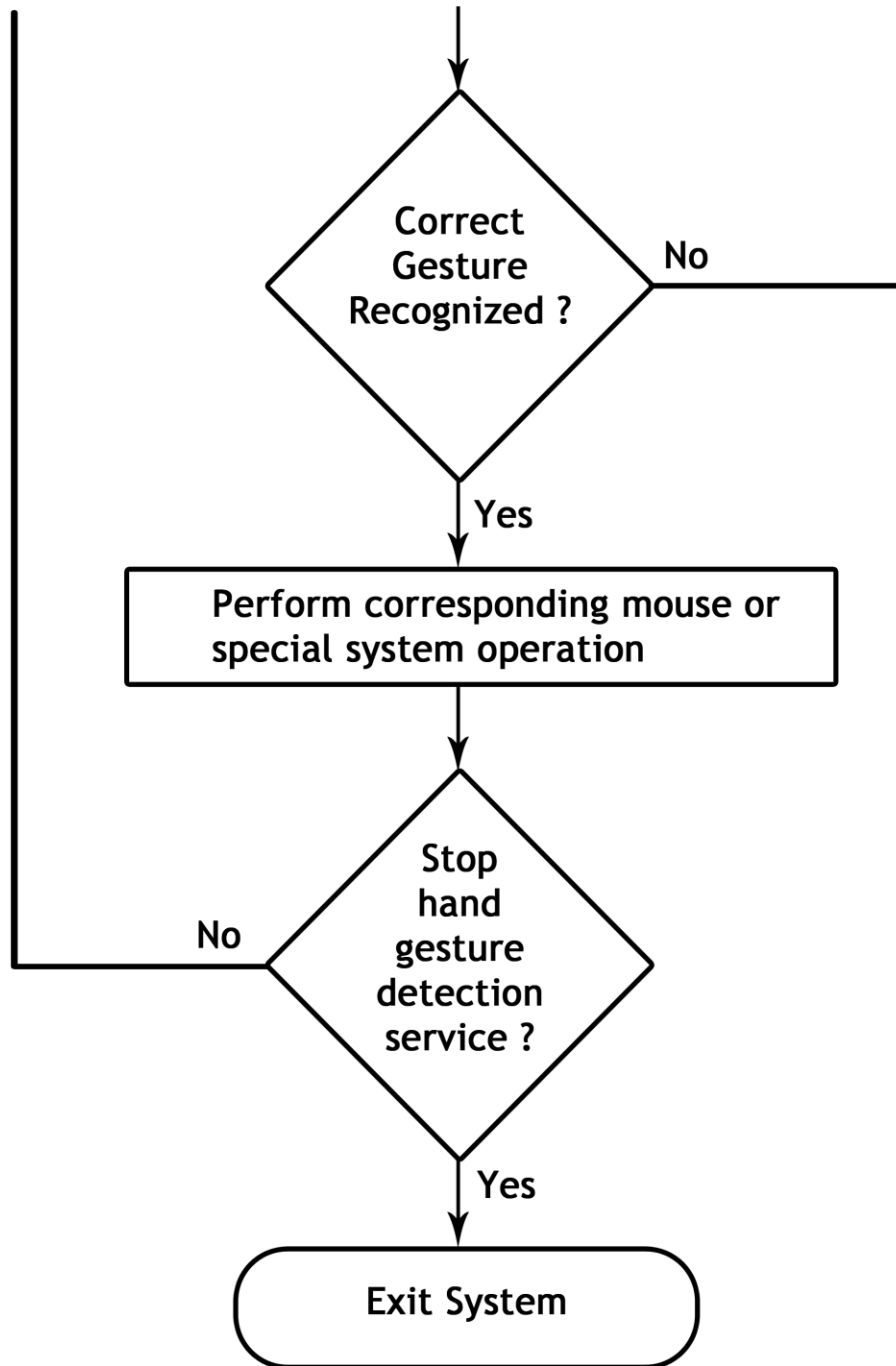 Correct
Gesture
Recognized ?
No
Yes
Perform corresponding mouse or
special system operation
Stop
hand
gesture
detection
service ?
No
Yes
Exit System